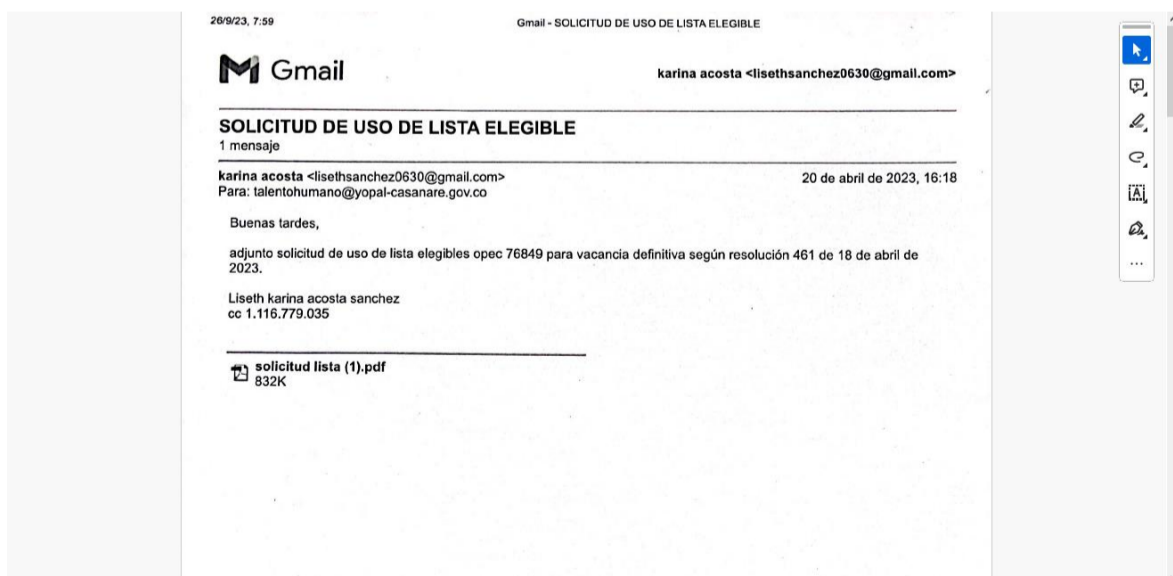 26/9/23, 7:59 Gmail - SOLICITUD DE USO DE LISTA ELEGIBLE
Gmail karina acosta <lisethsanchez0630@gmail.com>
SOLICITUD DE USO DE LISTA ELEGIBLE
1 mensaje
karina acosta <lisethsanchez0630@gmail.com> 20 de abril de 2023, 16:18
Para: talentohumano@yopal-casanare.gov.co
Buenas tardes,
adjunto solicitud de uso de lista elegibles opec 76849 para vacancia definitiva según resolución 461 de 18 de abril de
2023.
Liseth karina acosta sanchez
cc 1.116.779.035
solicitud lista (1).pdf
832K